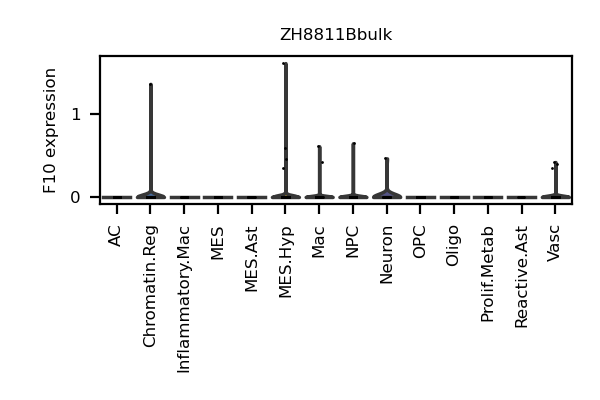 ZH8811Bbulk
F10 expression
1
0
AC
Chromatin.Reg
Inflammatory.Mac
MES
MES.Ast
MES.Hyp
Mac
NPC
Neuron
OPC
Oligo
Prolif.Metab
Reactive.Ast
Vasc